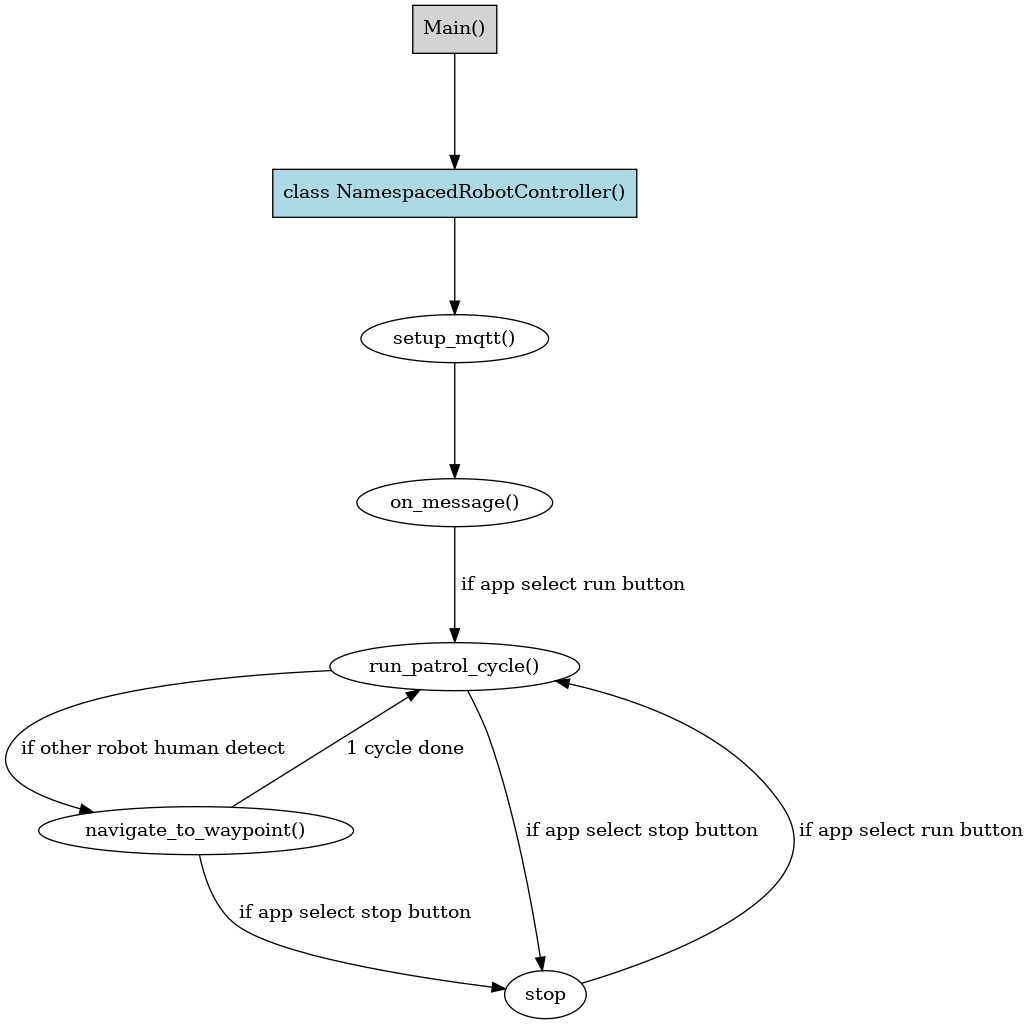 Main()
class NamespacedRobotController()
setup_mqtt()
on_message()
if app select run button
run_patrol_cycle()
if other robot human detect
1 cycle done
navigate_to_waypoint()
if app select stop button
if app select run button
if app select stop button
stop